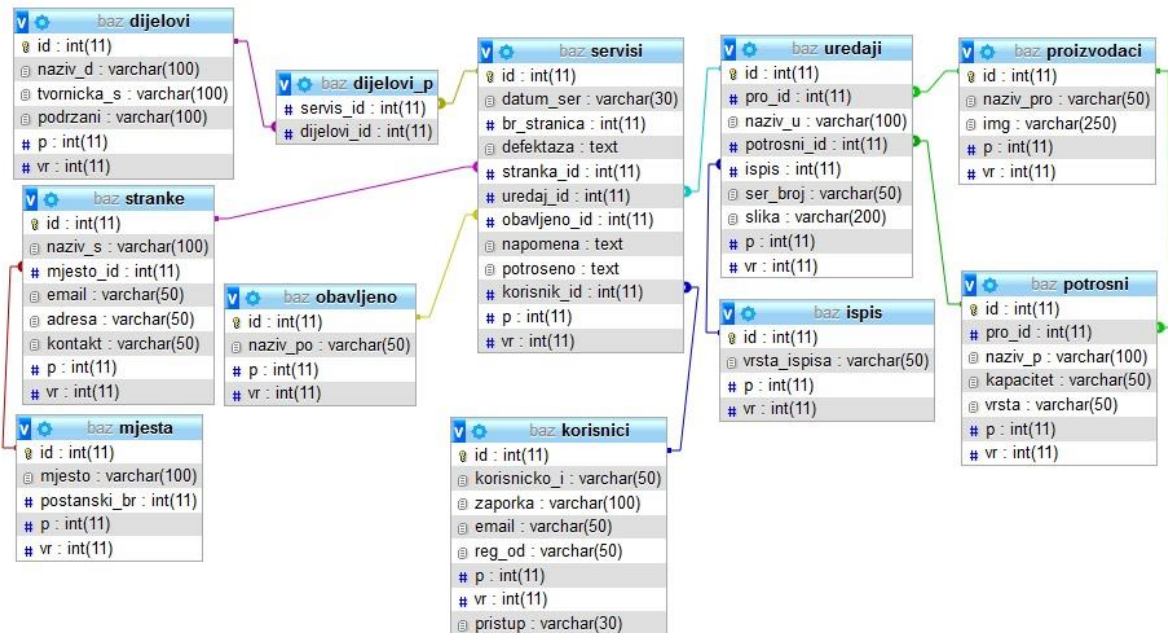 baz dijelovi
id : int(11)
naziv_d : varchar(100)
tvornicka_s : varchar(100)
podrzani : varchar(100)
p : int(11)
vr : int(11)
baz dijelovi_p
servis_id : int(11)
dijelovi_id : int(11)
baz servisi
id : int(11)
datum_ser : varchar(30)
br_stranica : int(11)
defektaza : text
stranka_id : int(11)
uredaj_id : int(11)
obavljeno_id : int(11)
napomena : text
potroseno : text
korisnik_id : int(11)
p : int(11)
vr : int(11)
baz uredaji
id : int(11)
pro_id : int(11)
naziv_u : varchar(100)
potrosni_id : int(11)
ispis : int(11)
ser_broj : varchar(50)
slika : varchar(200)
p : int(11)
vr : int(11)
baz proizvodaci
id : int(11)
naziv_pro : varchar(50)
img : varchar(250)
p : int(11)
vr : int(11)
baz stranke
id : int(11)
naziv_s : varchar(100)
mjesto_id : int(11)
email : varchar(50)
adresa : varchar(50)
kontakt : varchar(50)
p : int(11)
vr : int(11)
baz obavljeno
id : int(11)
naziv_po : varchar(50)
p : int(11)
vr : int(11)
baz ispis
id : int(11)
vrsta_ispisa : varchar(50)
p : int(11)
vr : int(11)
baz potrosni
id : int(11)
pro_id : int(11)
naziv_p : varchar(100)
kapacitet : varchar(50)
vrsta : varchar(50)
p : int(11)
vr : int(11)
baz mjesta
id : int(11)
mjesto : varchar(100)
postanski_br : int(11)
p : int(11)
vr : int(11)
baz korisnici
id : int(11)
korisnicko_i : varchar(50)
zaporka : varchar(100)
email : varchar(50)
reg_od : varchar(50)
p : int(11)
vr : int(11)
pristup : varchar(30)